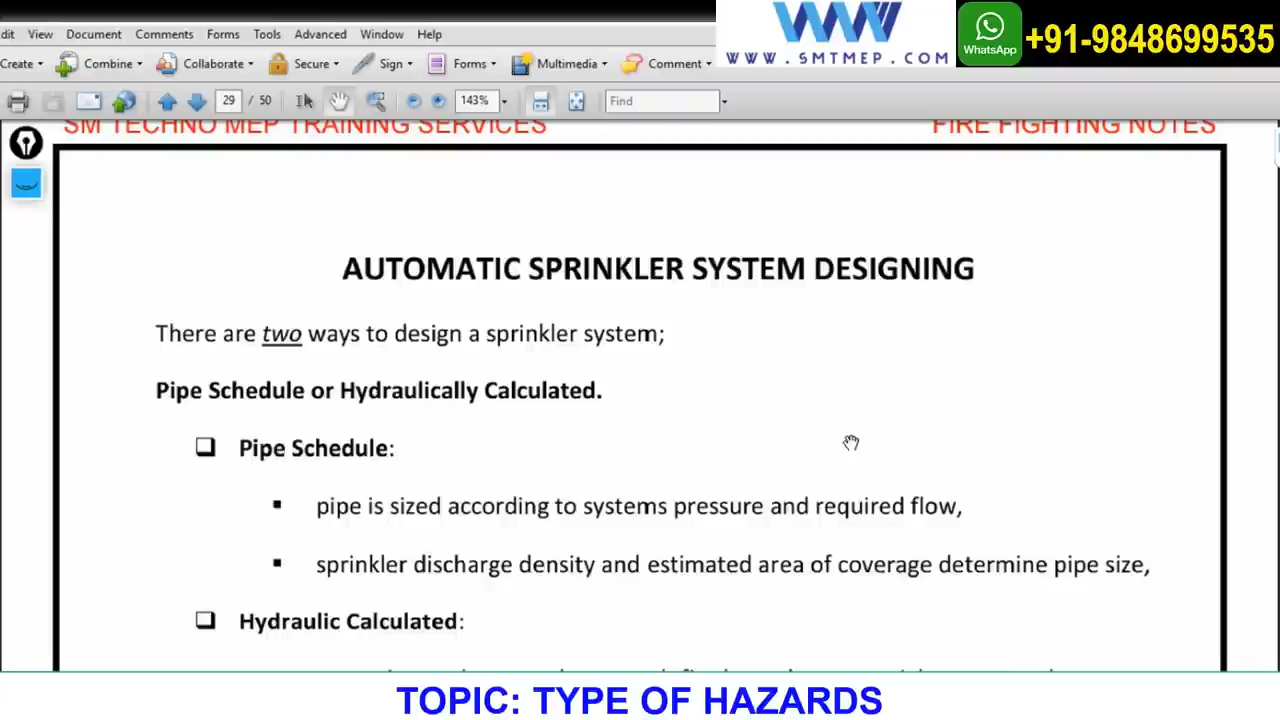 dit View Document Comments Forms Tools Advanced Window Help
Create Combine Collaborate Secure Sign Forms Multimedia Comment
WWW.SMTMEP.COM
WhatsApp
+91-9848699535
29 / 50 143% Find
SM TECHNO MEP TRAINING SERVICES FIRE FIGHTING NOTES
AUTOMATIC SPRINKLER SYSTEM DESIGNING
There are two ways to design a sprinkler system;
Pipe Schedule or Hydraulically Calculated.
Pipe Schedule:
pipe is sized according to systems pressure and required flow,
sprinkler discharge density and estimated area of coverage determine pipe size,
Hydraulic Calculated:
TOPIC: TYPE OF HAZARDS